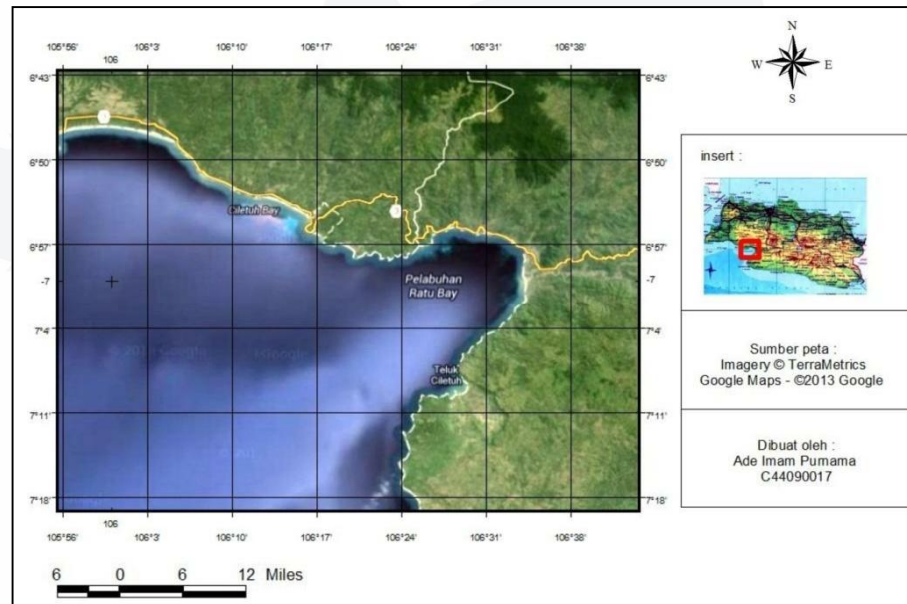 105°56' 106°3' 106°10' 106°17' 106°24' 106°31' 106°38'
106
N
W E
S
6°43' 6°43'
6°50' 6°50'
6°57' 6°57'
-7 -7
7°4' 7°4'
7°11' 7°11'
7°18' 7°18'
Ciletuh Bay
Pelabuhan
Ratu Bay
Teluk
Ciletuh
105°56' 106°3' 106°10' 106°17' 106°24' 106°31' 106°38'
106
6 0 6 12 Miles
insert :
Sumber peta :
Imagery © TerraMetrics
Google Maps - ©2013 Google
Dibuat oleh :
Ade Imam Purnama
C44090017